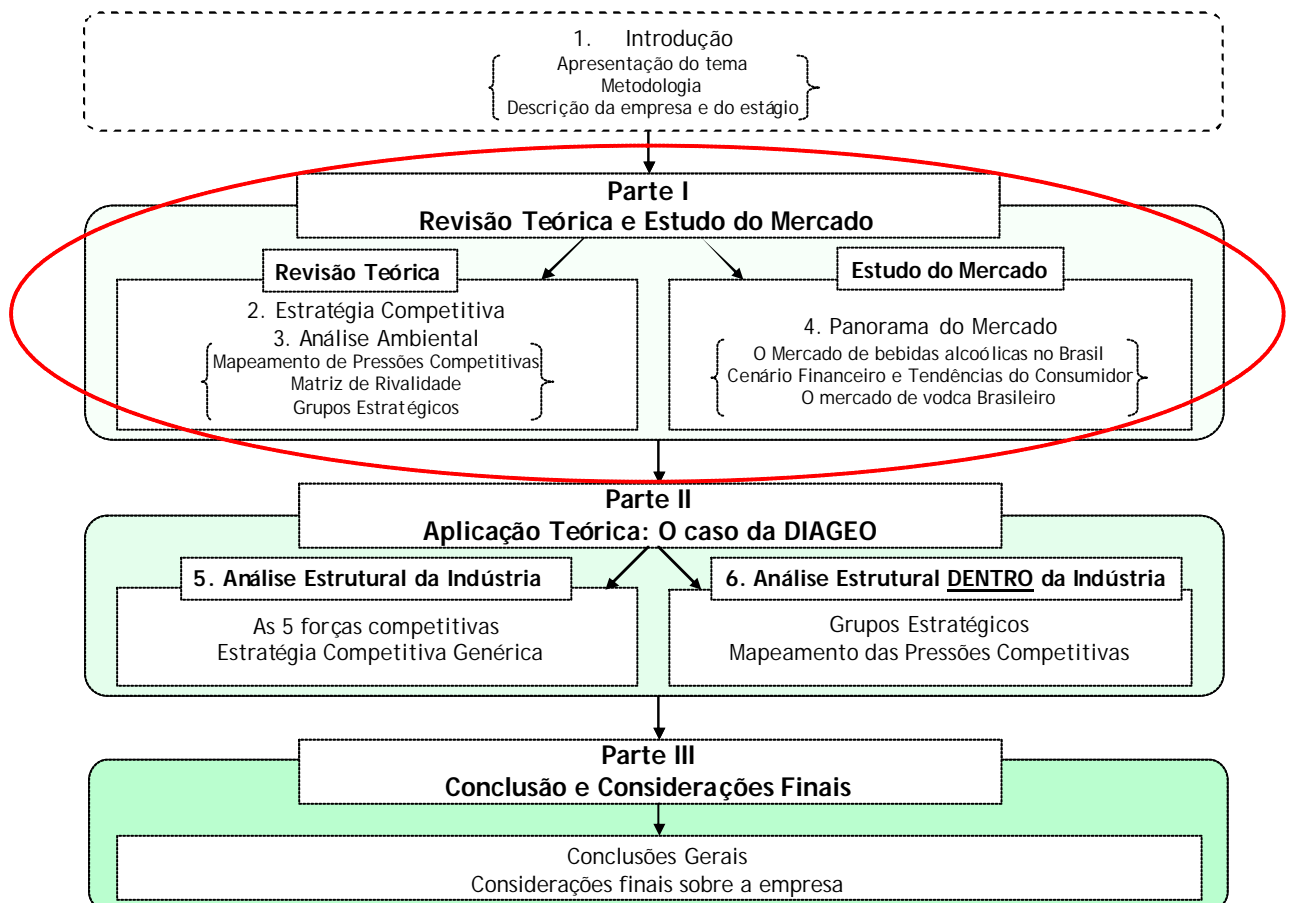 1. Introdução
Apresentação do tema
Metodologia
Descrição da empresa e do estágio
Parte I
Revisão Teórica e Estudo do Mercado
Revisão Teórica
2. Estratégia Competitiva
3. Análise Ambiental
Mapeamento de Pressões Competitivas
Matriz de Rivalidade
Grupos Estratégicos
Estudo do Mercado
4. Panorama do Mercado
O Mercado de bebidas alcoólicas no Brasil
Cenário Financeiro e Tendências do Consumidor
O mercado de vodca Brasileiro
Parte II
Aplicação Teórica: O caso da DIAGEO
5. Análise Estrutural da Indústria
As 5 forças competitivas
Estratégia Competitiva Genérica
6. Análise Estrutural DENTRO da Indústria
Grupos Estratégicos
Mapeamento das Pressões Competitivas
Parte III
Conclusão e Considerações Finais
Conclusões Gerais
Considerações finais sobre a empresa